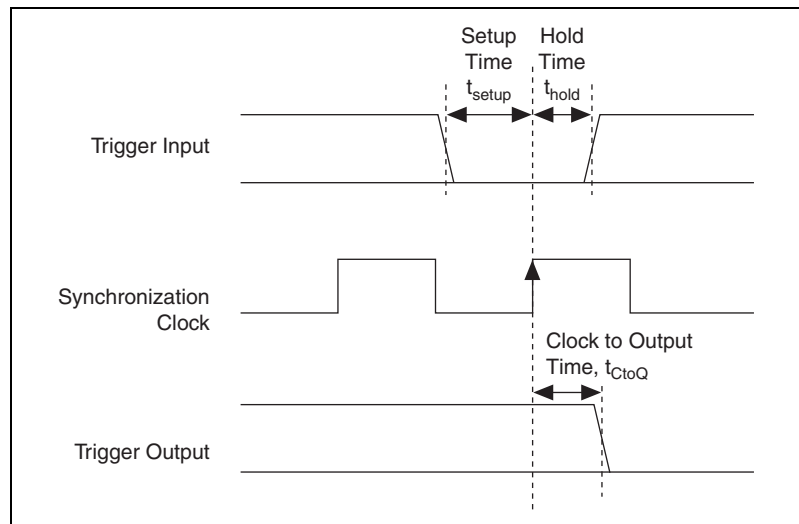 Setup
Time
t_setup
Hold
Time
t_hold
Trigger Input
Synchronization
Clock
Clock to Output
Time, t_CtoQ
Trigger Output